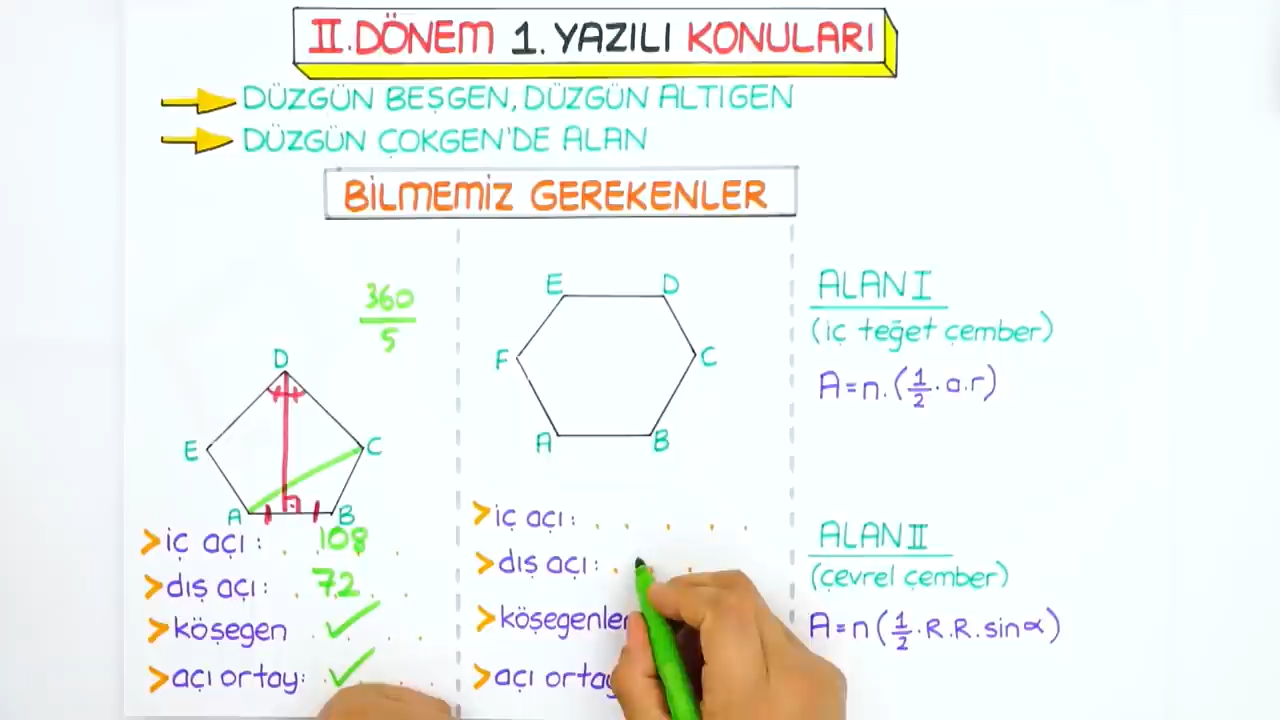 II. DÖNEM 1. YAZILI KONULARI
DÜZGÜN BEŞGEN, DÜZGÜN ALTIGEN
DÜZGÜN ÇOKGEN'DE ALAN
BİLMEMİZ GEREKENLER
360
5
D
E
C
A
B
>iç açı: 108
>dış açı: 72
>köşegen ✓
>açı ortay: ✓
E
D
F
C
A
B
>iç açı: . . . . .
>dış açı: . . .
>köşegenler
>açı ortay
ALAN I
(iç teğet çember)
A=n.(1/2.a.r)
ALAN II
(çevrel çember)
A=n(1/2.R.R.sinα)